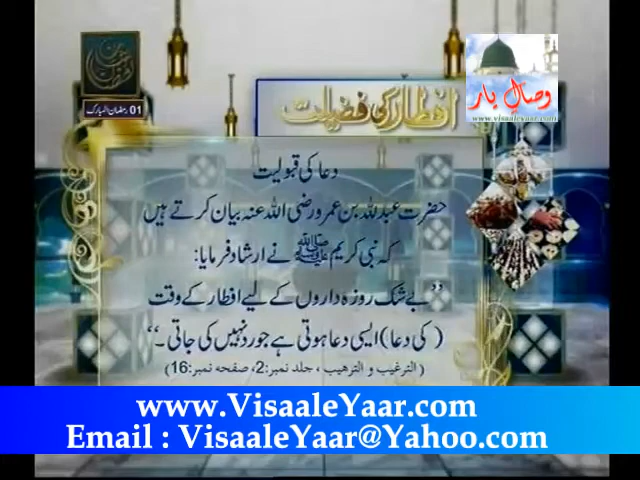 01 رمضان المبارک
وصالِ یار
www.visaaleyaar.com
افطار کی فضیلت
دعا کی قبولیت
حضرت عبداللہ بن عمرو رضی اللہ عنہ بیان کرتے ہیں
کہ نبی کریم ﷺ نے ارشاد فرمایا:
”بے شک روزہ داروں کے لیے افطار کے وقت
(کی دعا) ایسی دعا ہوتی ہے جو رد نہیں کی جاتی۔“
(الترغیب و الترھیب ، جلد نمبر:2، صفحہ نمبر:16)
www.VisaaleYaar.com
Email : VisaaleYaar@Yahoo.com